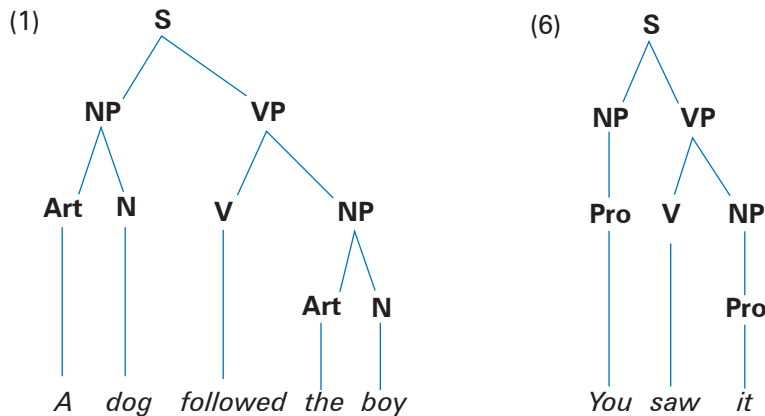 (1) S (6) S
NP VP NP VP
Art N V NP Pro V NP
Art N Pro
A dog followed the boy You saw it